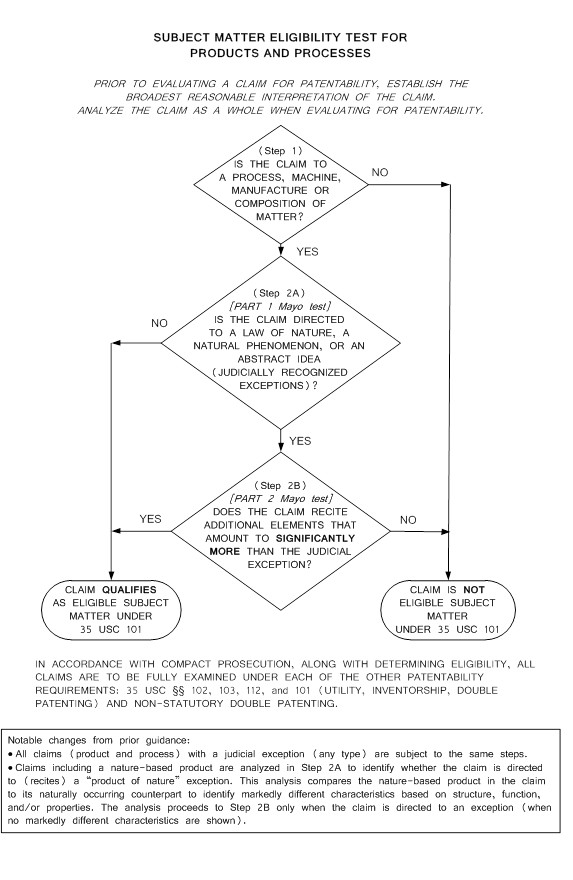 SUBJECT MATTER ELIGIBILITY TEST FOR
PRODUCTS AND PROCESSES
PRIOR TO EVALUATING A CLAIM FOR PATENTABILITY, ESTABLISH THE
BROADEST REASONABLE INTERPRETATION OF THE CLAIM.
ANALYZE THE CLAIM AS A WHOLE WHEN EVALUATING FOR PATENTABILITY.
(Step 1)
IS THE CLAIM TO
A PROCESS, MACHINE,
MANUFACTURE OR
COMPOSITION OF
MATTER?
NO
YES
(Step 2A)
[PART 1 Mayo test]
IS THE CLAIM DIRECTED
TO A LAW OF NATURE, A
NATURAL PHENOMENON, OR AN
ABSTRACT IDEA
(JUDICIALLY RECOGNIZED
EXCEPTIONS)?
NO
YES
(Step 2B)
[PART 2 Mayo test]
DOES THE CLAIM RECITE
ADDITIONAL ELEMENTS THAT
AMOUNT TO SIGNIFICANTLY
MORE THAN THE JUDICIAL
EXCEPTION?
YES
NO
CLAIM QUALIFIES
AS ELIGIBLE SUBJECT
MATTER UNDER
35 USC 101
CLAIM IS NOT
ELIGIBLE SUBJECT
MATTER
UNDER 35 USC 101
IN ACCORDANCE WITH COMPACT PROSECUTION, ALONG WITH DETERMINING ELIGIBILITY, ALL
CLAIMS ARE TO BE FULLY EXAMINED UNDER EACH OF THE OTHER PATENTABILITY
REQUIREMENTS: 35 USC §§ 102, 103, 112, and 101 (UTILITY, INVENTORSHIP, DOUBLE
PATENTING) AND NON-STATUTORY DOUBLE PATENTING.
Notable changes from prior guidance:
• All claims (product and process) with a judicial exception (any type) are subject to the same steps.
• Claims including a nature-based product are analyzed in Step 2A to identify whether the claim is directed
to (recites) a "product of nature" exception. This analysis compares the nature-based product in the claim
to its naturally occurring counterpart to identify markedly different characteristics based on structure, function,
and/or properties. The analysis proceeds to Step 2B only when the claim is directed to an exception (when
no markedly different characteristics are shown).